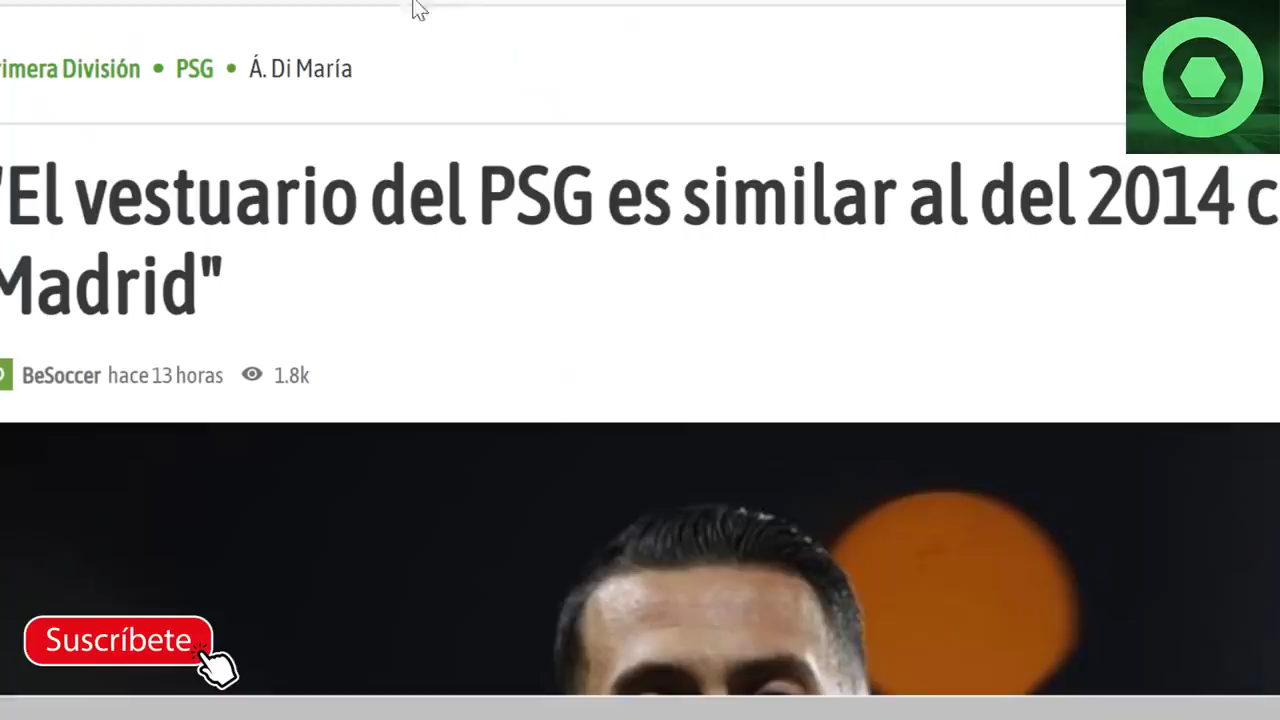 rimera División • PSG • Á. Di María
"El vestuario del PSG es similar al del 2014 c
Madrid"
BeSoccer hace 13 horas 1.8k
Suscríbete